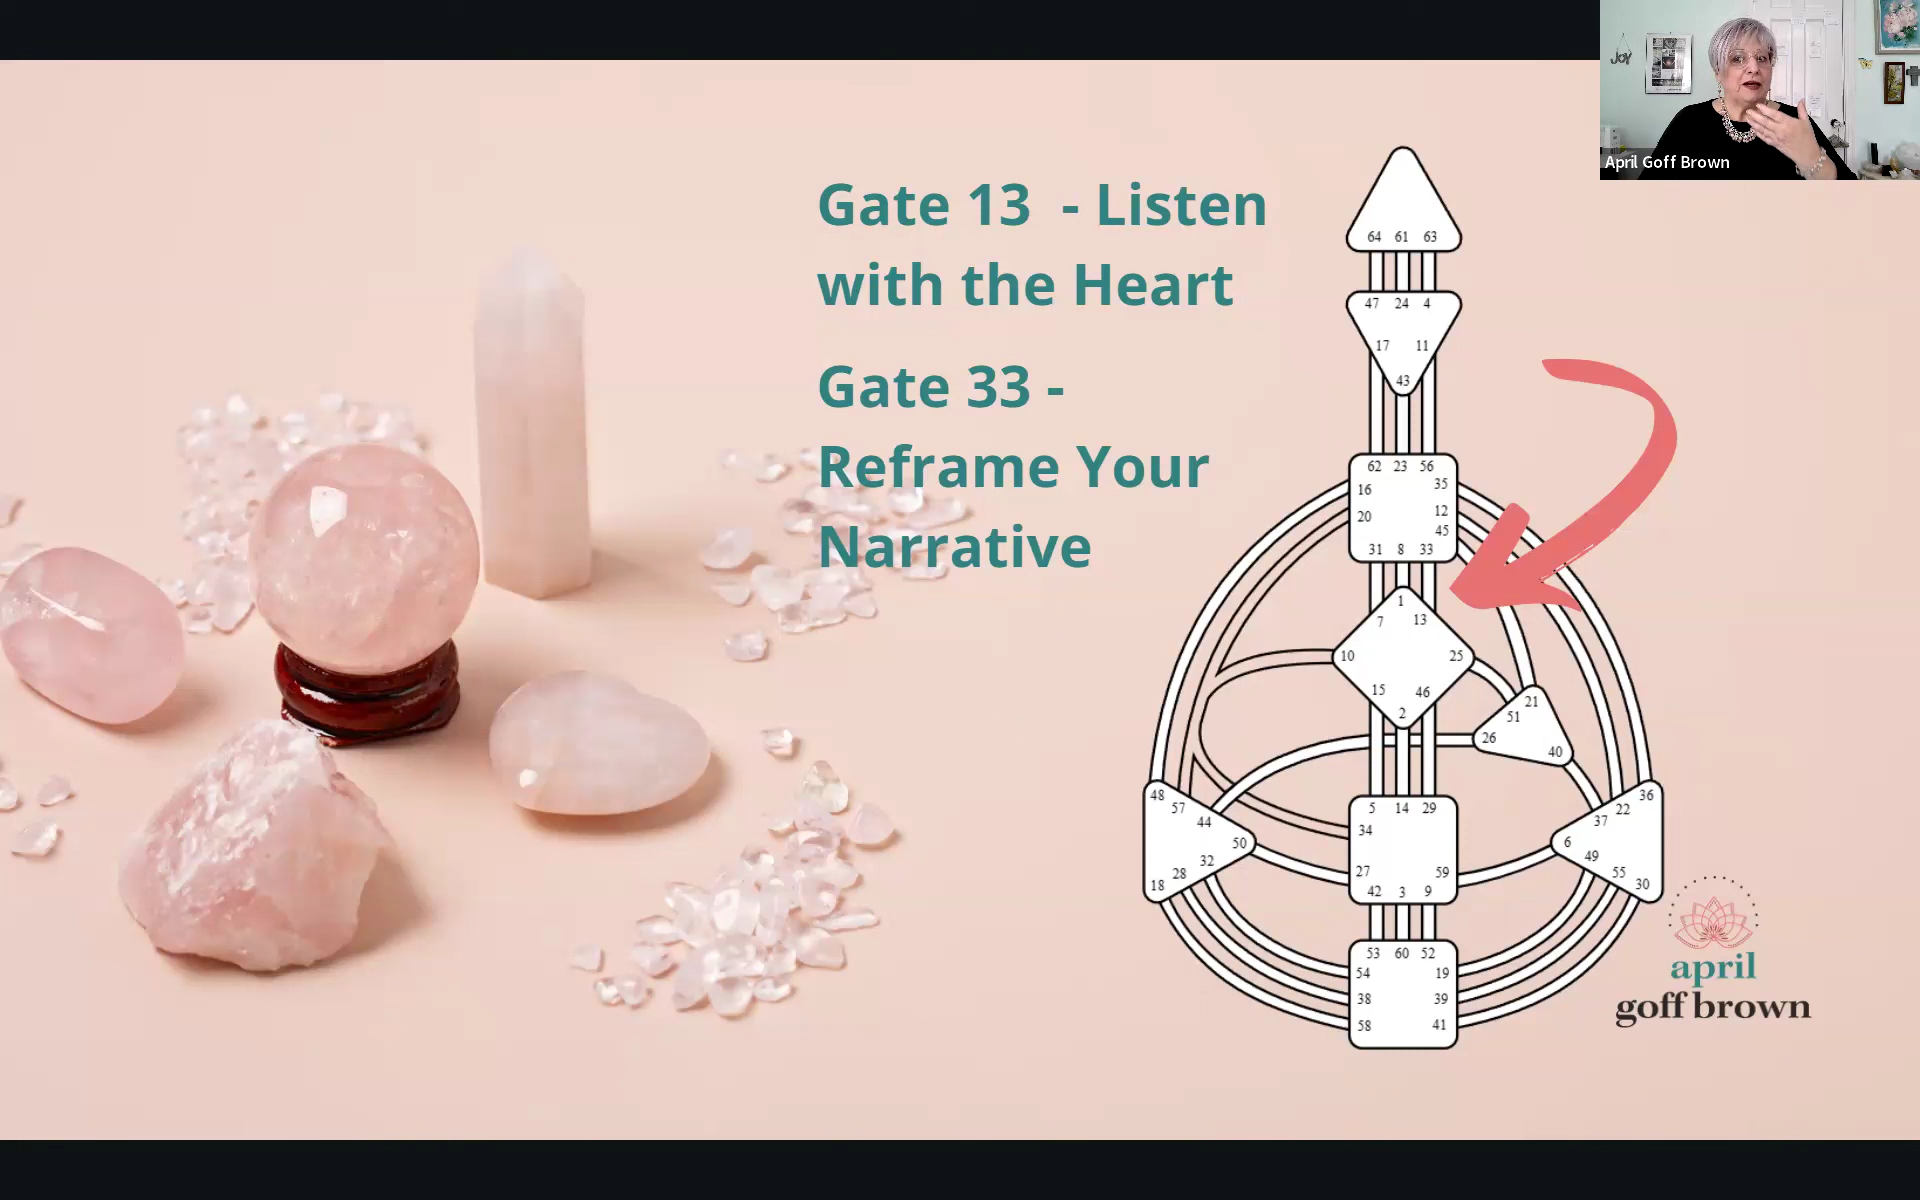 JOY
April Goff Brown
Gate 13  - Listen
with the Heart
Gate 33 -
Reframe Your
Narrative
64 61 63
47 24 4
17 11
43
62 23 56
16 35
20 12
45
31 8 33
1
7 13
10 25
15 46
2
21
51
26
40
48
57
44
50
32
28
18
5 14 29
34
27 59
42 3 9
36
22
37
6
49
55
30
53 60 52
54 19
38 39
58 41
april
goff brown